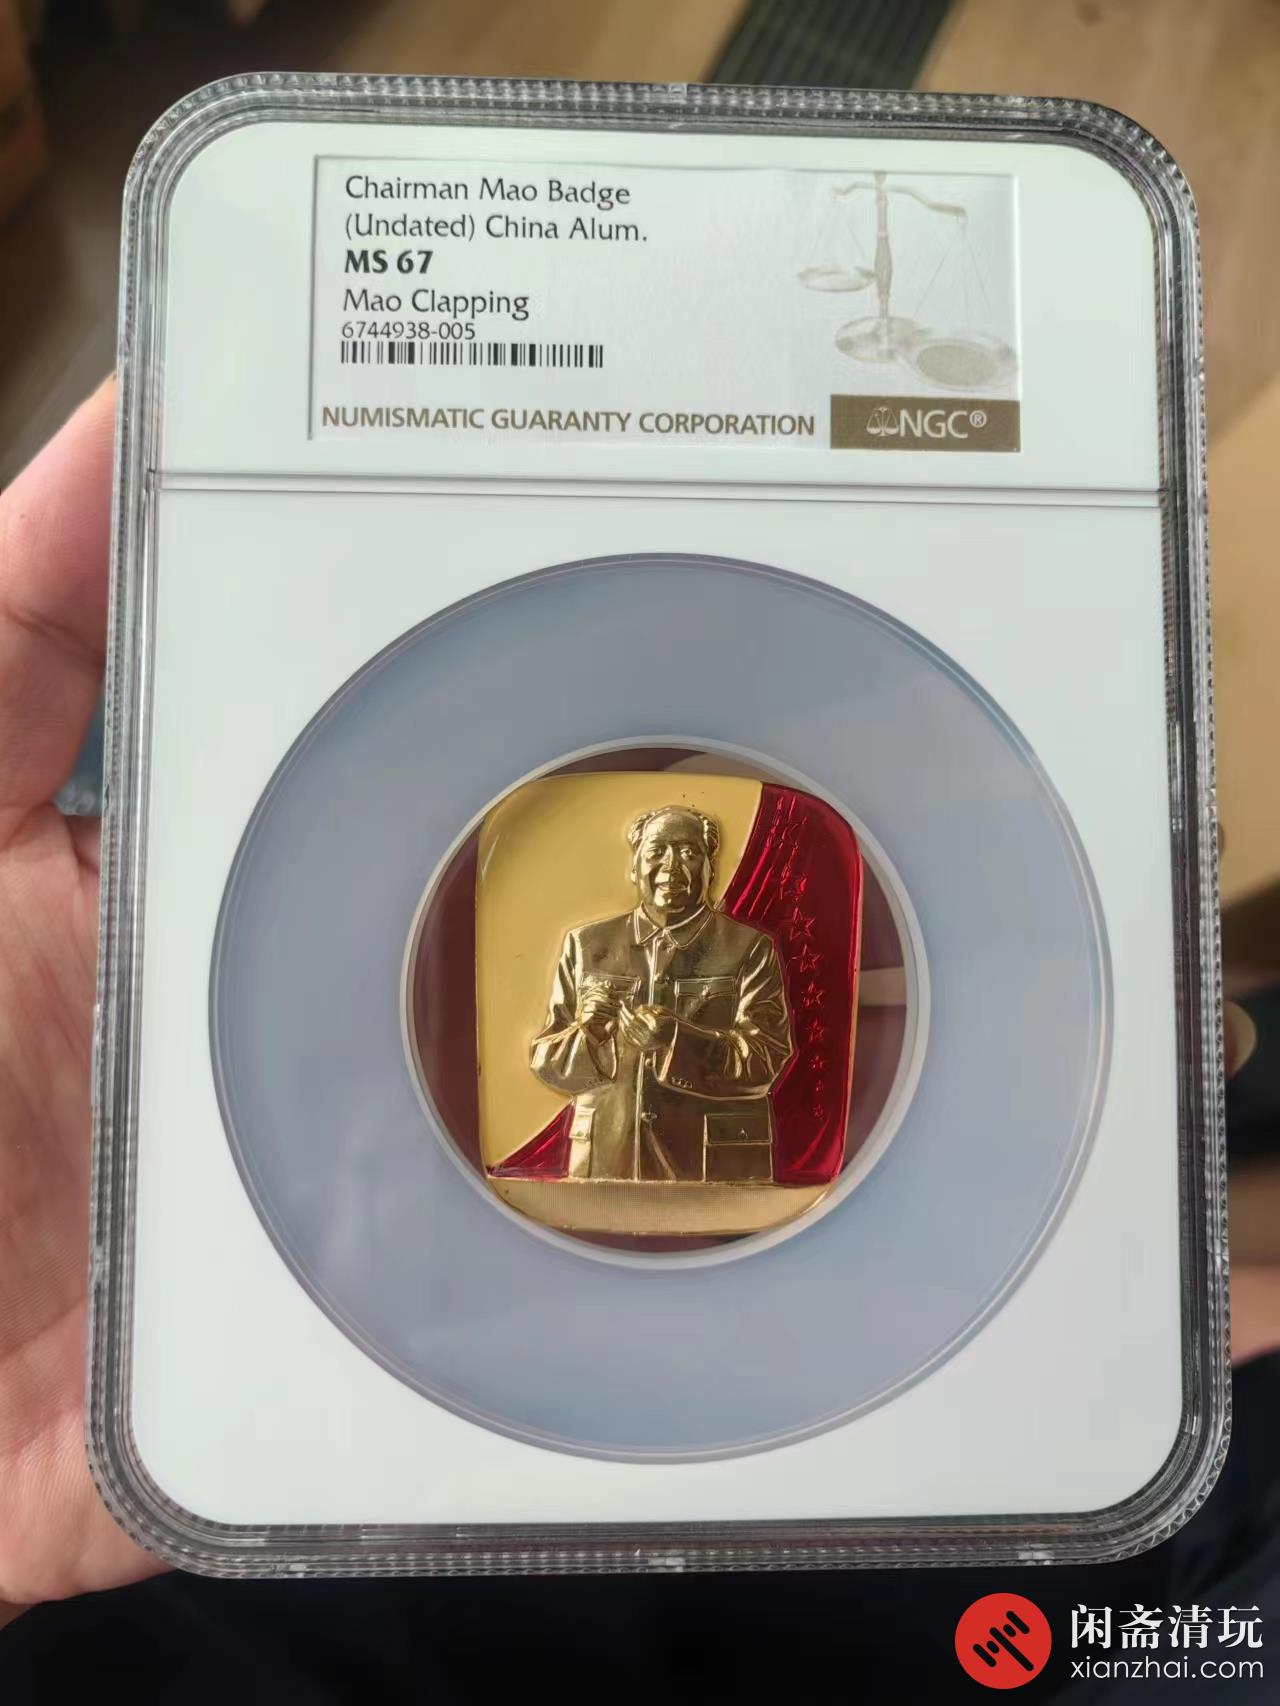 Chairman Mao Badge
(Undated) China Alum.
MS 67
Mao Clapping
6744938-005
NUMISMATIC GUARANTY CORPORATION
NGC®
闲斋清玩
xianzhai.com